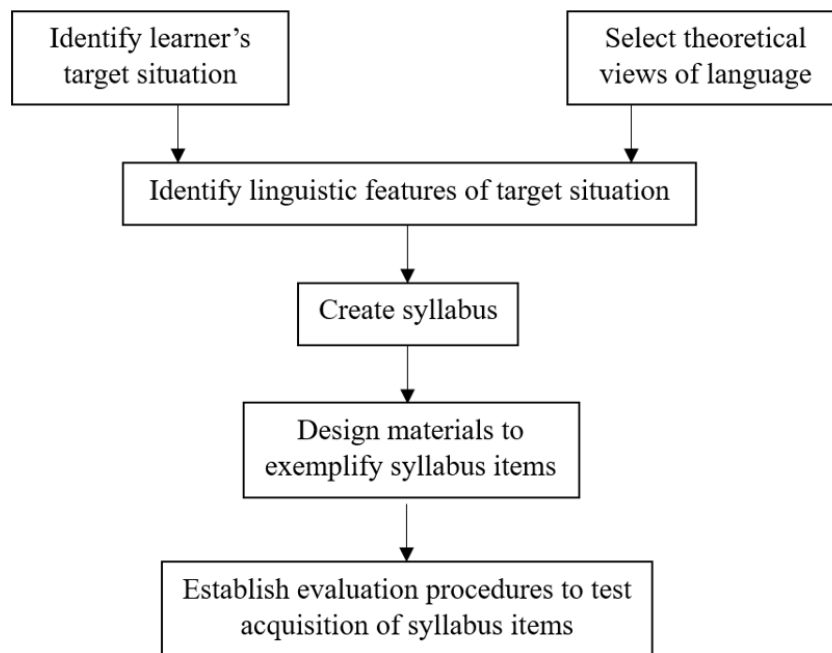 Identify learner’s
target situation
Select theoretical
views of language
Identify linguistic features of target situation
Create syllabus
Design materials to
exemplify syllabus items
Establish evaluation procedures to test
acquisition of syllabus items